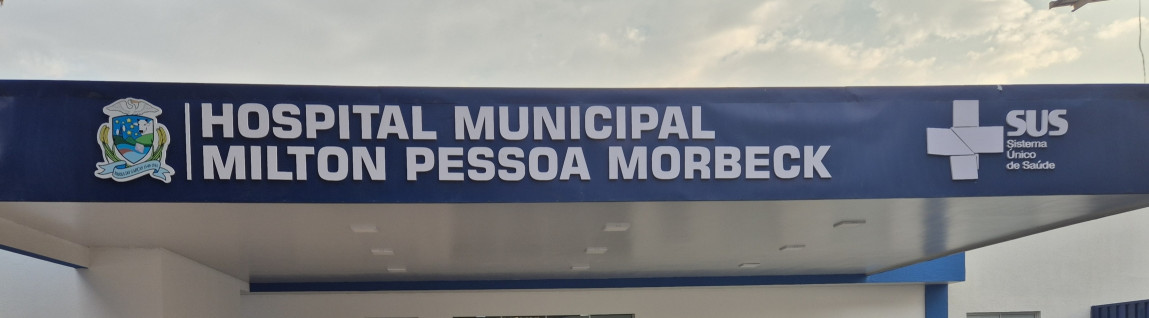 HOSPITAL MUNICIPAL
MILTON PESSOA MORBECK
SUS
Sistema
Único
de Saúde